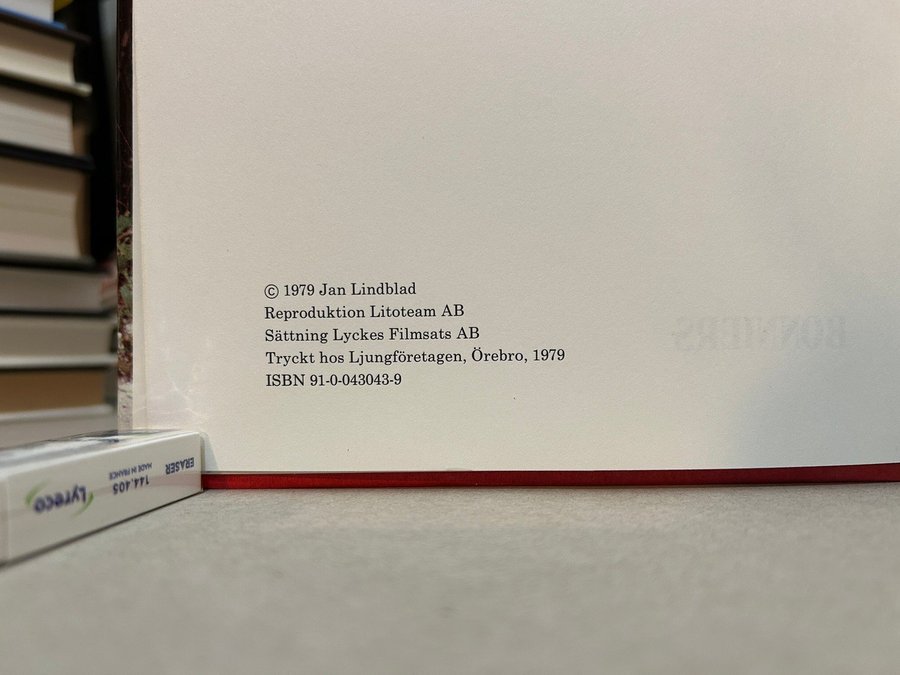 © 1979 Jan Lindblad
Reproduktion Litoteam AB
Sättning Lyckes Filmsats AB
Tryckt hos Ljungföretagen, Örebro, 1979
ISBN 91-0-043043-9
ERASER
MADE IN FRANCE
144.405
Lyreco